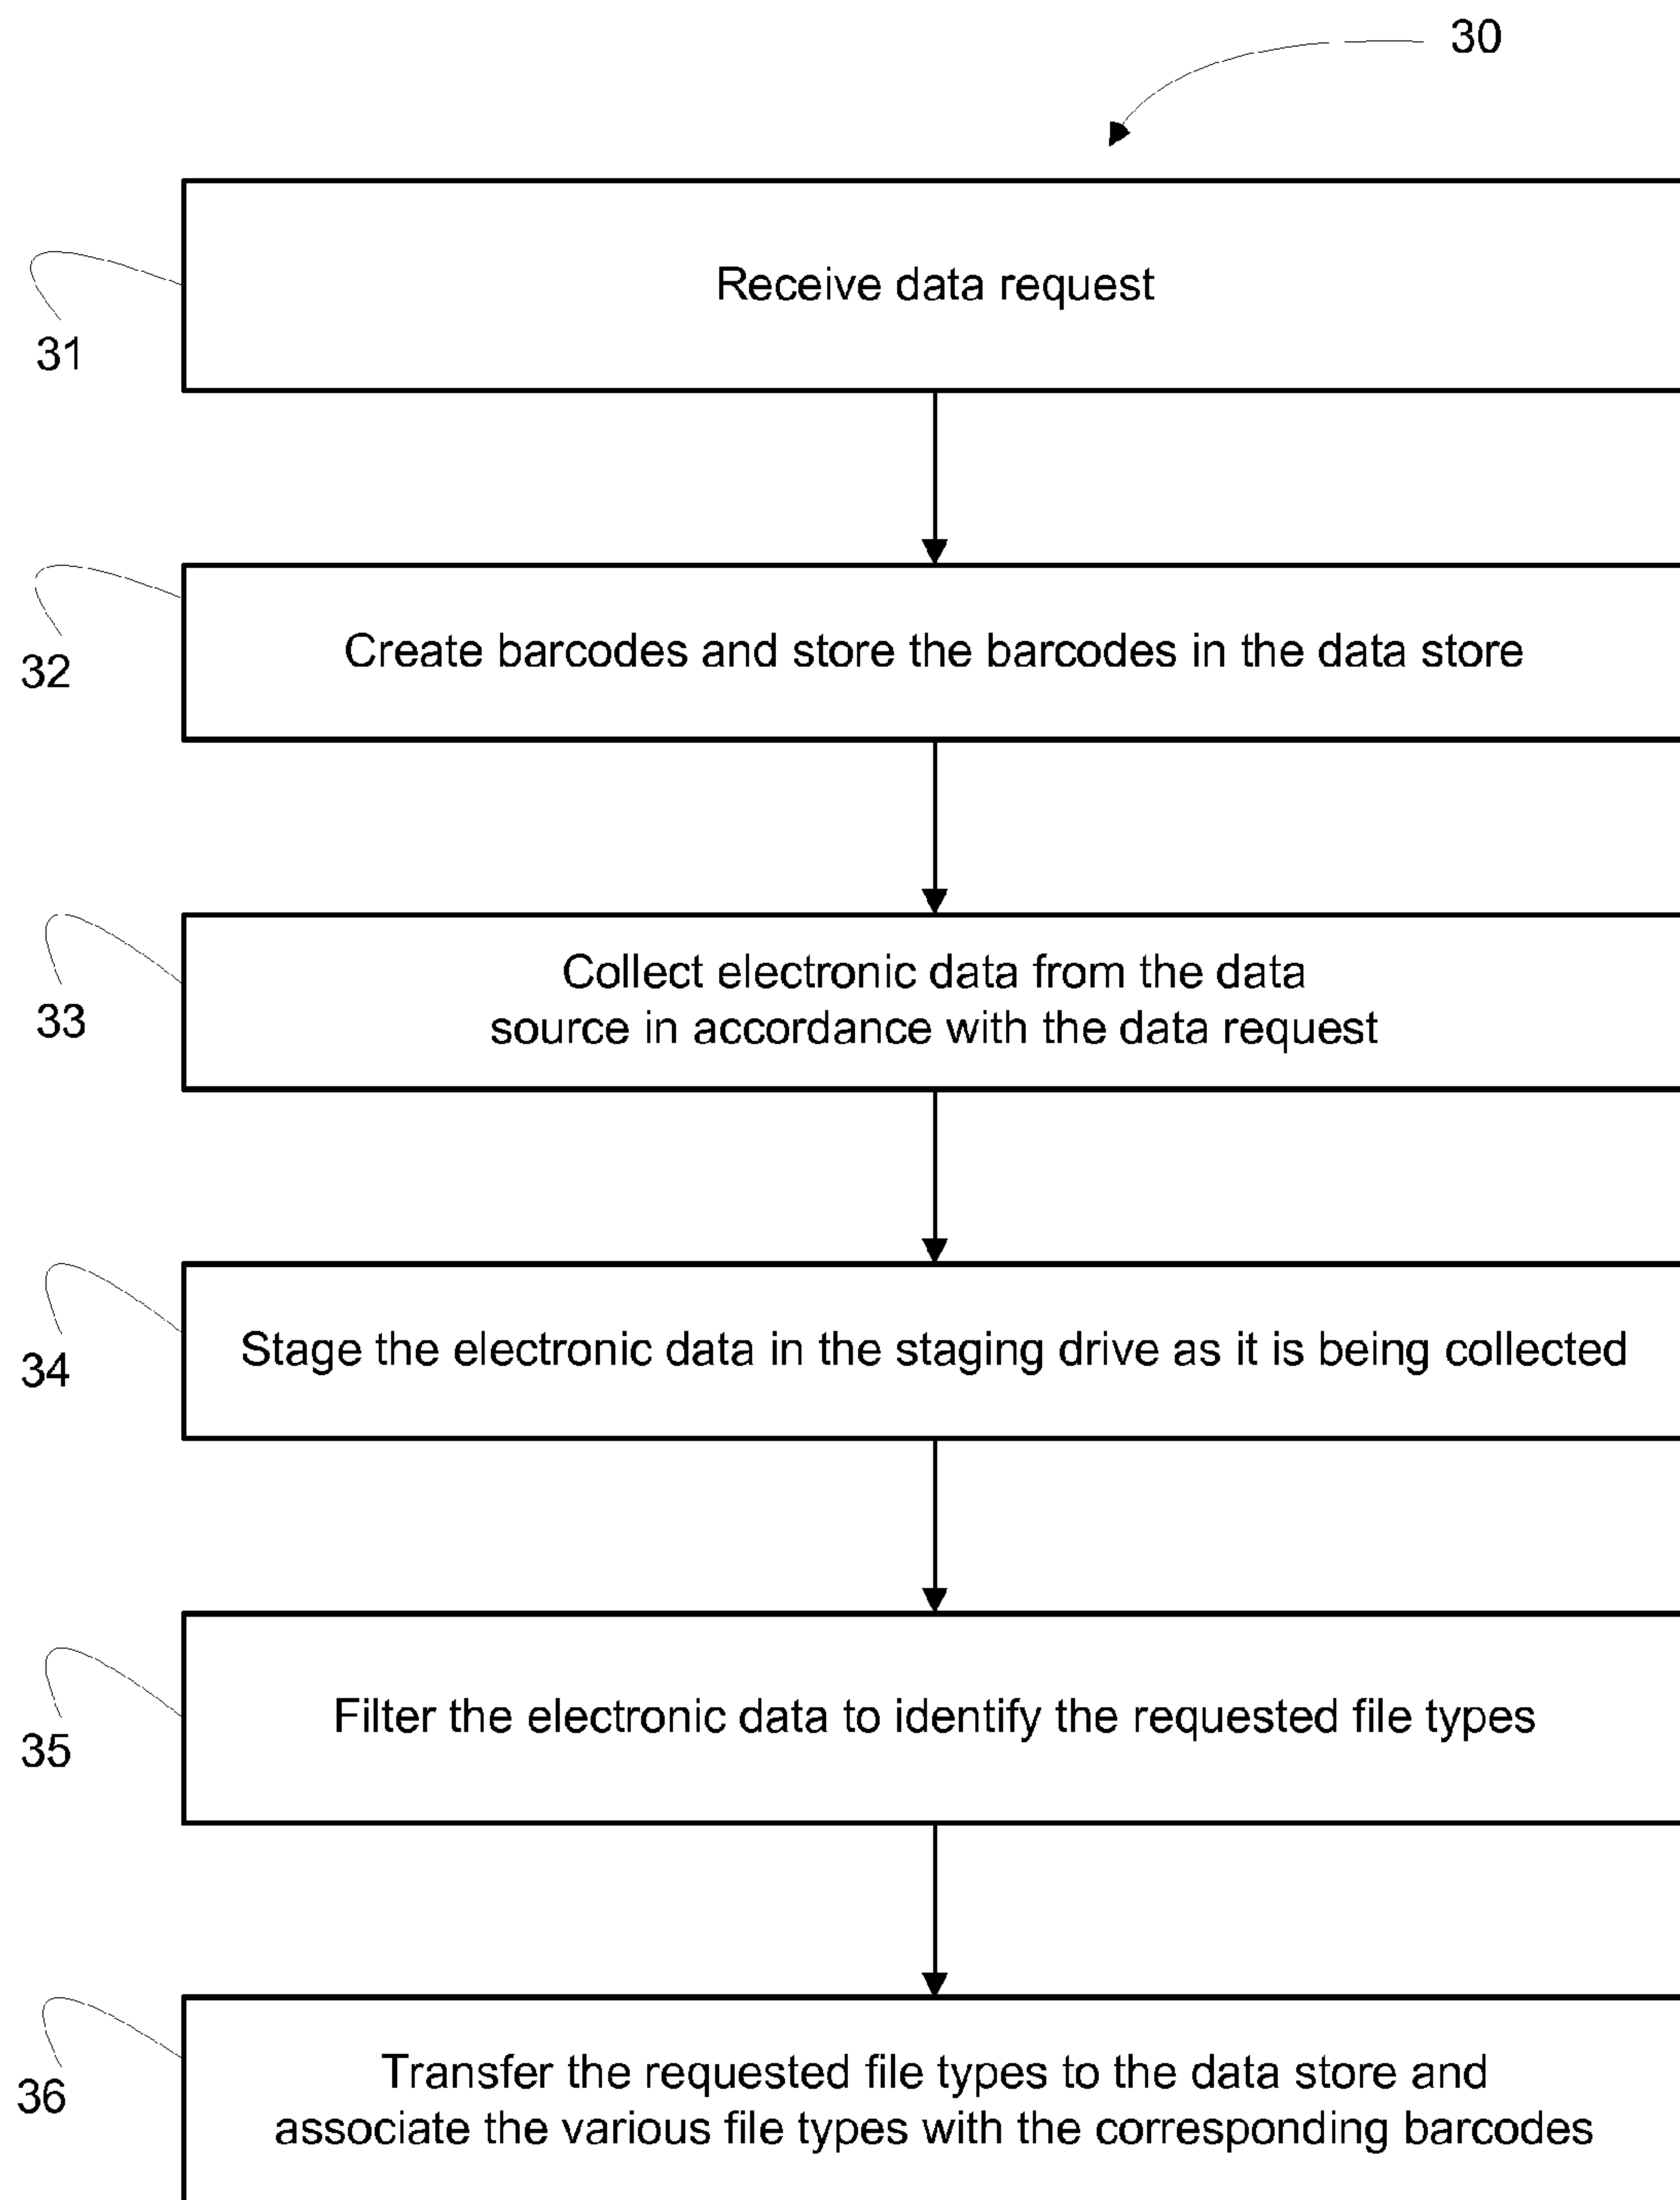 30
Receive data request
31
Create barcodes and store the barcodes in the data store
32
Collect electronic data from the data
source in accordance with the data request
33
Stage the electronic data in the staging drive as it is being collected
34
Filter the electronic data to identify the requested file types
35
Transfer the requested file types to the data store and
associate the various file types with the corresponding barcodes
36